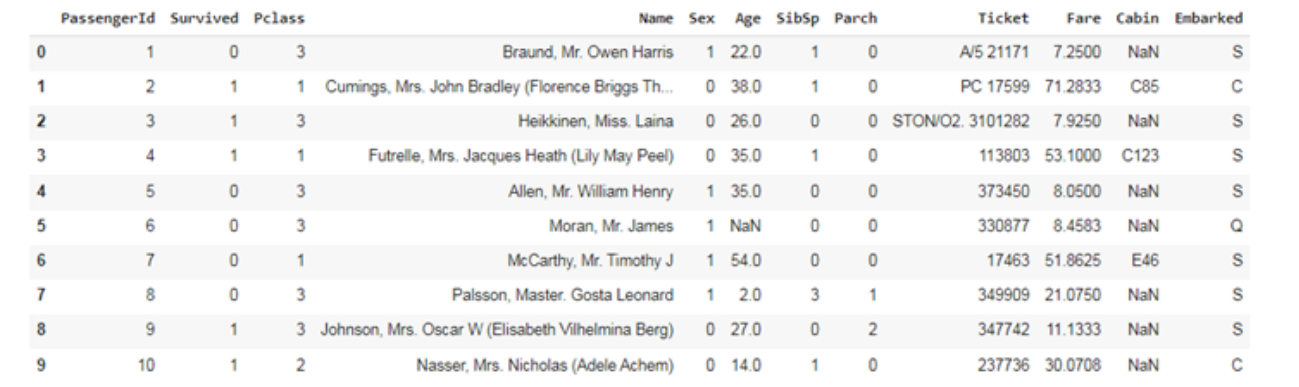 PassengerId Survived Pclass Name Sex Age SibSp Parch Ticket Fare Cabin Embarked
0 1 0 3 Braund, Mr. Owen Harris 1 22.0 1 0 A/5 21171 7.2500 NaN S
1 2 1 1 Cumings, Mrs. John Bradley (Florence Briggs Th... 0 38.0 1 0 PC 17599 71.2833 C85 C
2 3 1 3 Heikkinen, Miss. Laina 0 26.0 0 0 STON/O2. 3101282 7.9250 NaN S
3 4 1 1 Futrelle, Mrs. Jacques Heath (Lily May Peel) 0 35.0 1 0 113803 53.1000 C123 S
4 5 0 3 Allen, Mr. William Henry 1 35.0 0 0 373450 8.0500 NaN S
5 6 0 3 Moran, Mr. James 1 NaN 0 0 330877 8.4583 NaN Q
6 7 0 1 McCarthy, Mr. Timothy J 1 54.0 0 0 17463 51.8625 E46 S
7 8 0 3 Palsson, Master. Gosta Leonard 1 2.0 3 1 349909 21.0750 NaN S
8 9 1 3 Johnson, Mrs. Oscar W (Elisabeth Vilhelmina Berg) 0 27.0 0 2 347742 11.1333 NaN S
9 10 1 2 Nasser, Mrs. Nicholas (Adele Achem) 0 14.0 1 0 237736 30.0708 NaN C